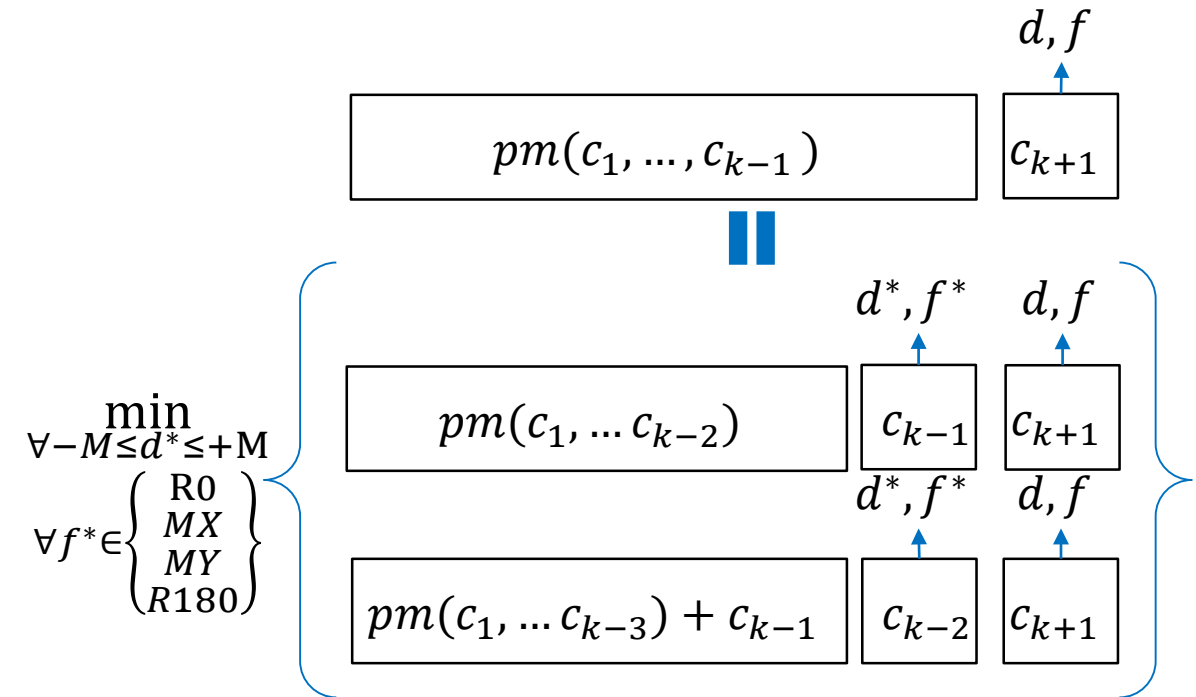 d, f
pm(c₁, …, cₖ₋₁) cₖ₊₁
d*, f* d, f
pm(c₁, … cₖ₋₂) cₖ₋₁ cₖ₊₁
min
∀−M≤d*≤+M
∀f*∈{R0
MX
MY
R180}
d*, f* d, f
pm(c₁, … cₖ₋₃) + cₖ₋₁ cₖ₋₂ cₖ₊₁